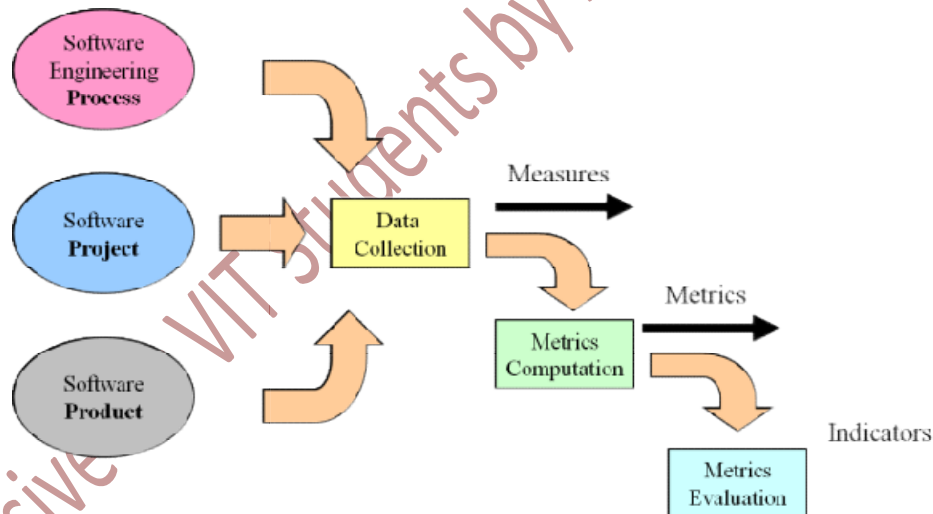 Software
Engineering
Process
Software
Project
Software
Product
Data
Collection
Measures
Metrics
Computation
Metrics
Metrics
Evaluation
Indicators
sive
VIT Students by